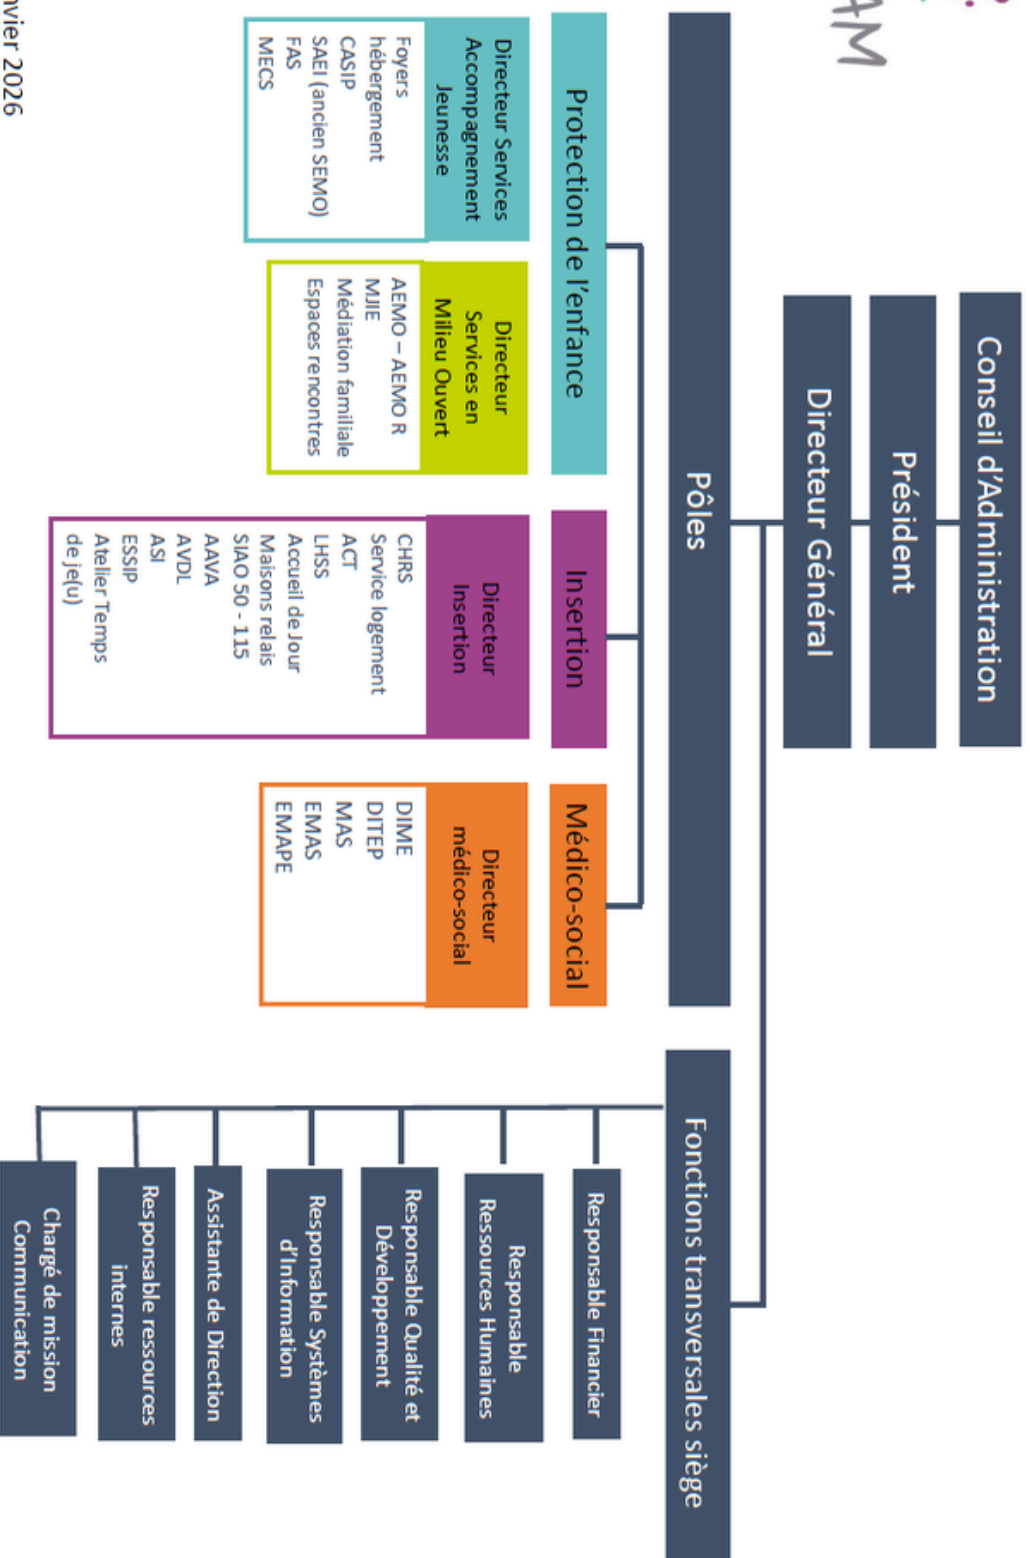 AM
Conseil d'Administration
Président
Directeur Général
Pôles
Fonctions transversales siège
Protection de l'enfance
Insertion
Médico-social
Directeur Services
Accompagnement
Jeunesse
Foyers
hébergement
CASIP
SAEI (ancien SEMO)
FAS
MECS
Directeur
Services en
Milieu Ouvert
AEMO – AEMO R
MJIE
Médiation familiale
Espaces rencontres
Directeur
Insertion
CHRS
Service logement
ACT
LHSS
Accueil de Jour
Maisons relais
SIAO 50 - 115
AAVA
AVDL
ASI
ESSIP
Atelier Temps
de je(u)
Directeur
médico-social
DIME
DITEP
MAS
EMAS
EMAPE
Responsable Financier
Responsable
Ressources Humaines
Responsable Qualité et
Développement
Responsable Systèmes
d'Information
Assistante de Direction
Responsable ressources
internes
Chargé de mission
Communication
nvier 2026